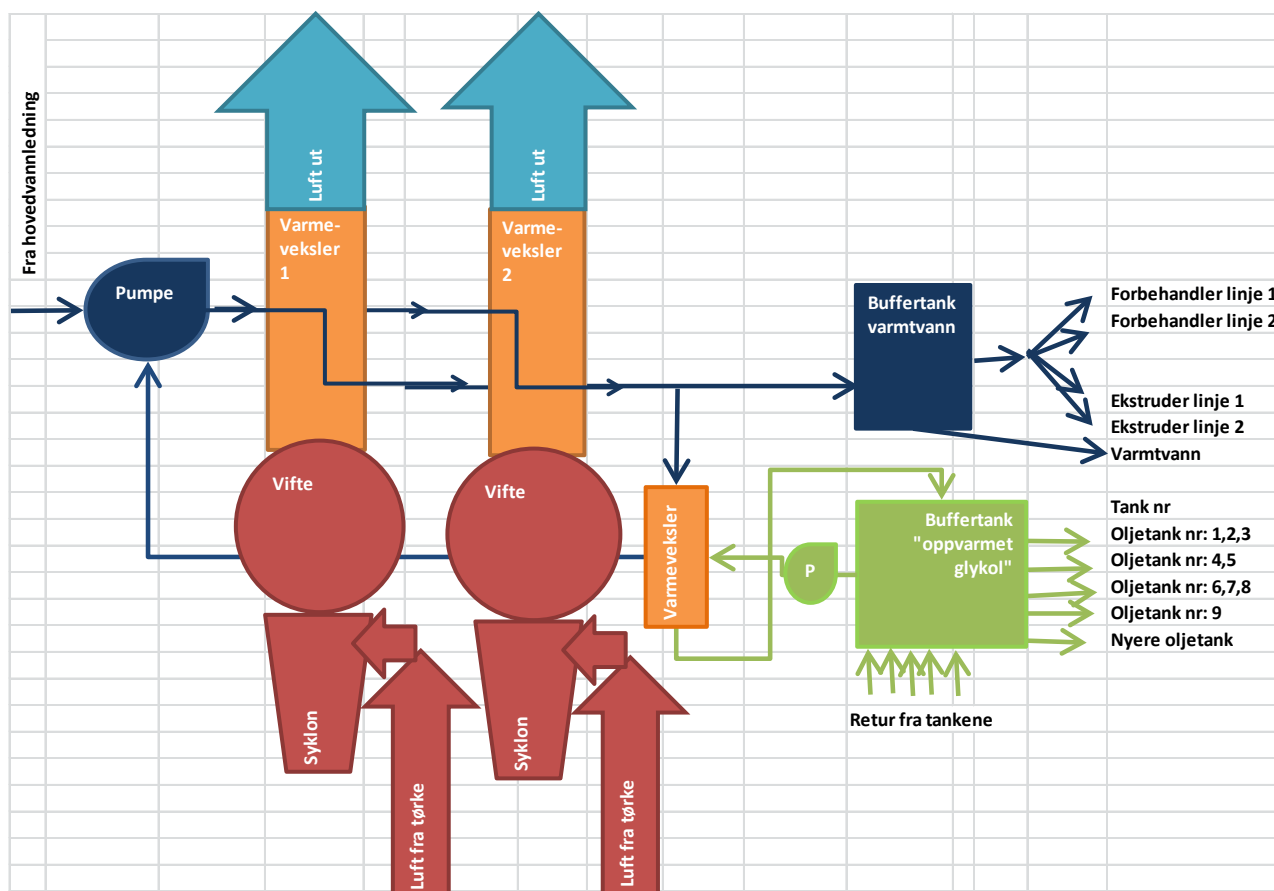 Fra hovedvannledning
Luft ut
Luft ut
Varme-
veksler
1
Varme-
veksler
2
Pumpe
Buffertank
varmtvann
Forbehandler linje 1
Forbehandler linje 2
Ekstruder linje 1
Ekstruder linje 2
Varmtvann
Vifte
Vifte
Varmeveksler
P
Buffertank
"oppvarmet
glykol"
Tank nr
Oljetank nr: 1,2,3
Oljetank nr: 4,5
Oljetank nr: 6,7,8
Oljetank nr: 9
Nyere oljetank
Retur fra tankene
Syklon
Syklon
Luft fra tørke
Luft fra tørke